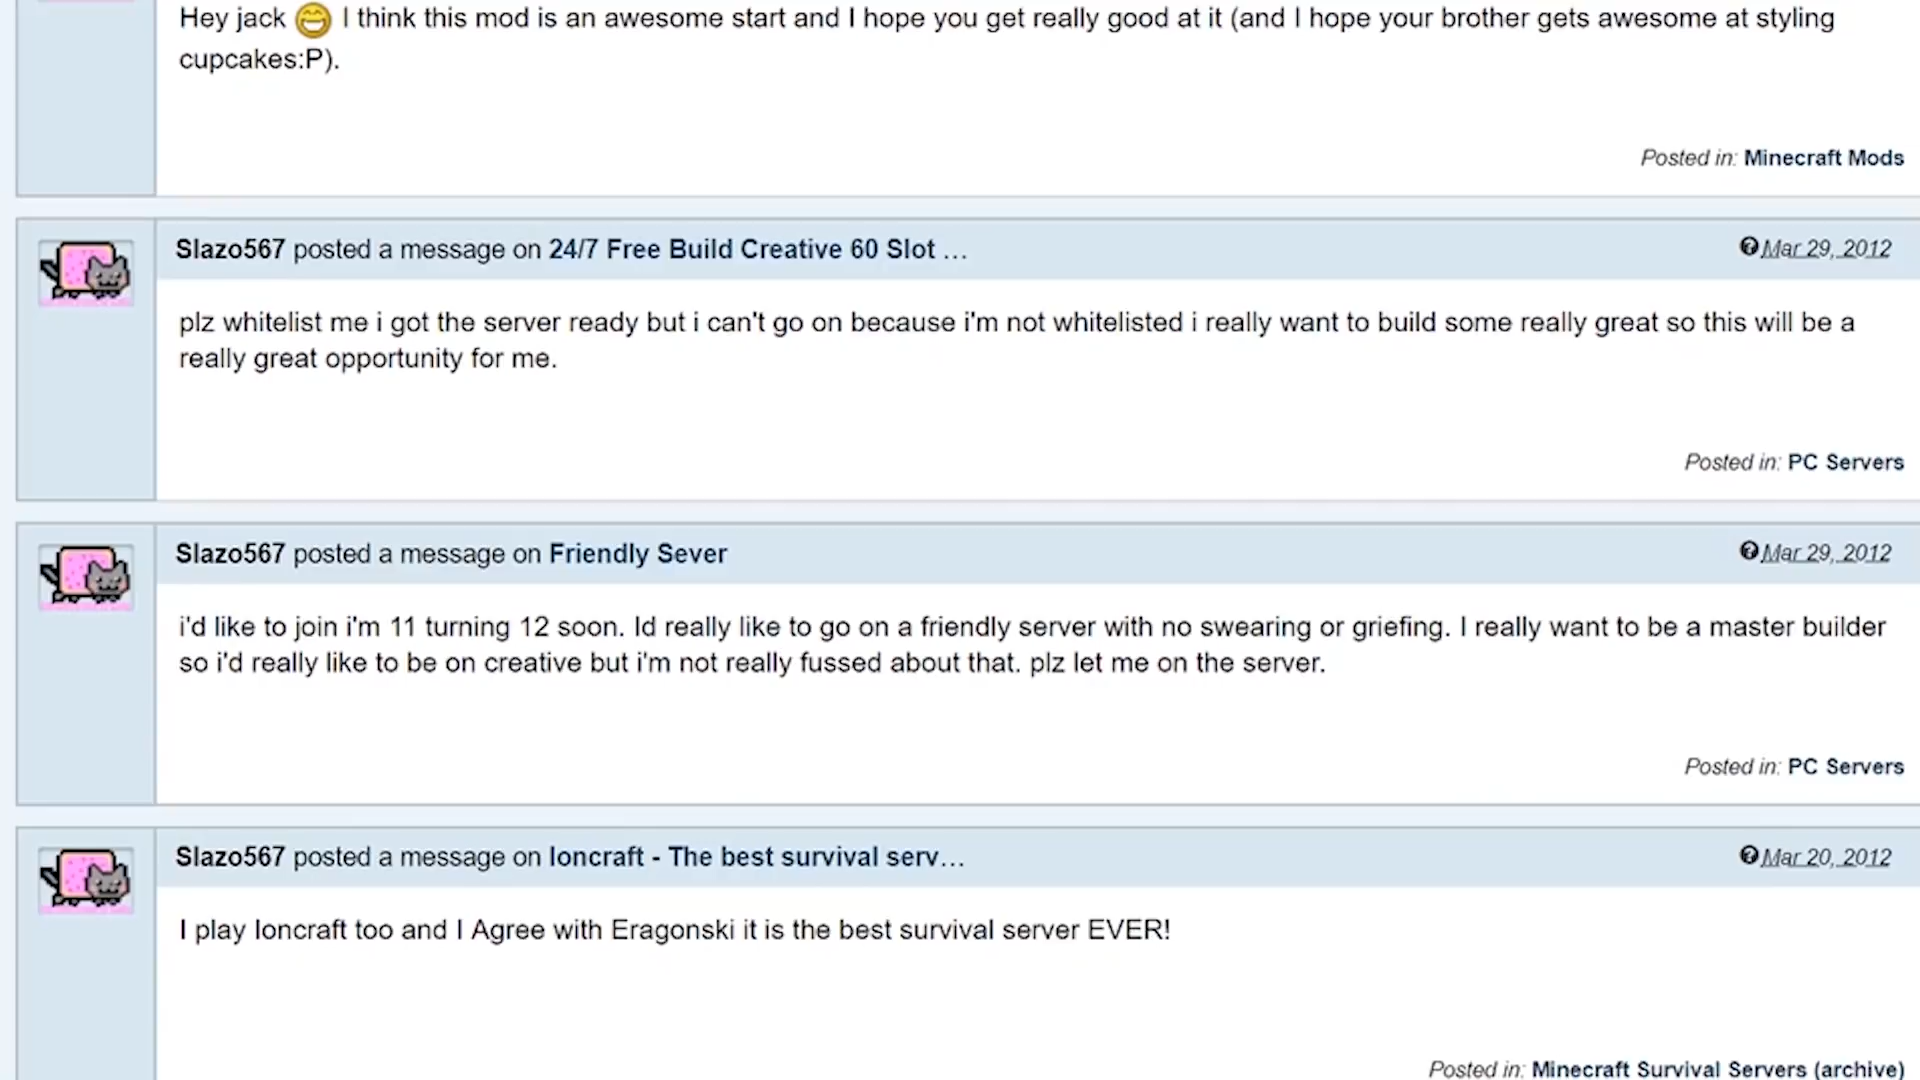 Hey jack 😄 I think this mod is an awesome start and I hope you get really good at it (and I hope your brother gets awesome at styling
cupcakes:P).
Posted in: Minecraft Mods
Slazo567 posted a message on 24/7 Free Build Creative 60 Slot ...
Mar 29, 2012
plz whitelist me i got the server ready but i can't go on because i'm not whitelisted i really want to build some really great so this will be a
really great opportunity for me.
Posted in: PC Servers
Slazo567 posted a message on Friendly Sever
Mar 29, 2012
i'd like to join i'm 11 turning 12 soon. Id really like to go on a friendly server with no swearing or griefing. I really want to be a master builder
so i'd really like to be on creative but i'm not really fussed about that. plz let me on the server.
Posted in: PC Servers
Slazo567 posted a message on Ioncraft - The best survival serv...
Mar 20, 2012
I play Ioncraft too and I Agree with Eragonski it is the best survival server EVER!
Posted in: Minecraft Survival Servers (archive)